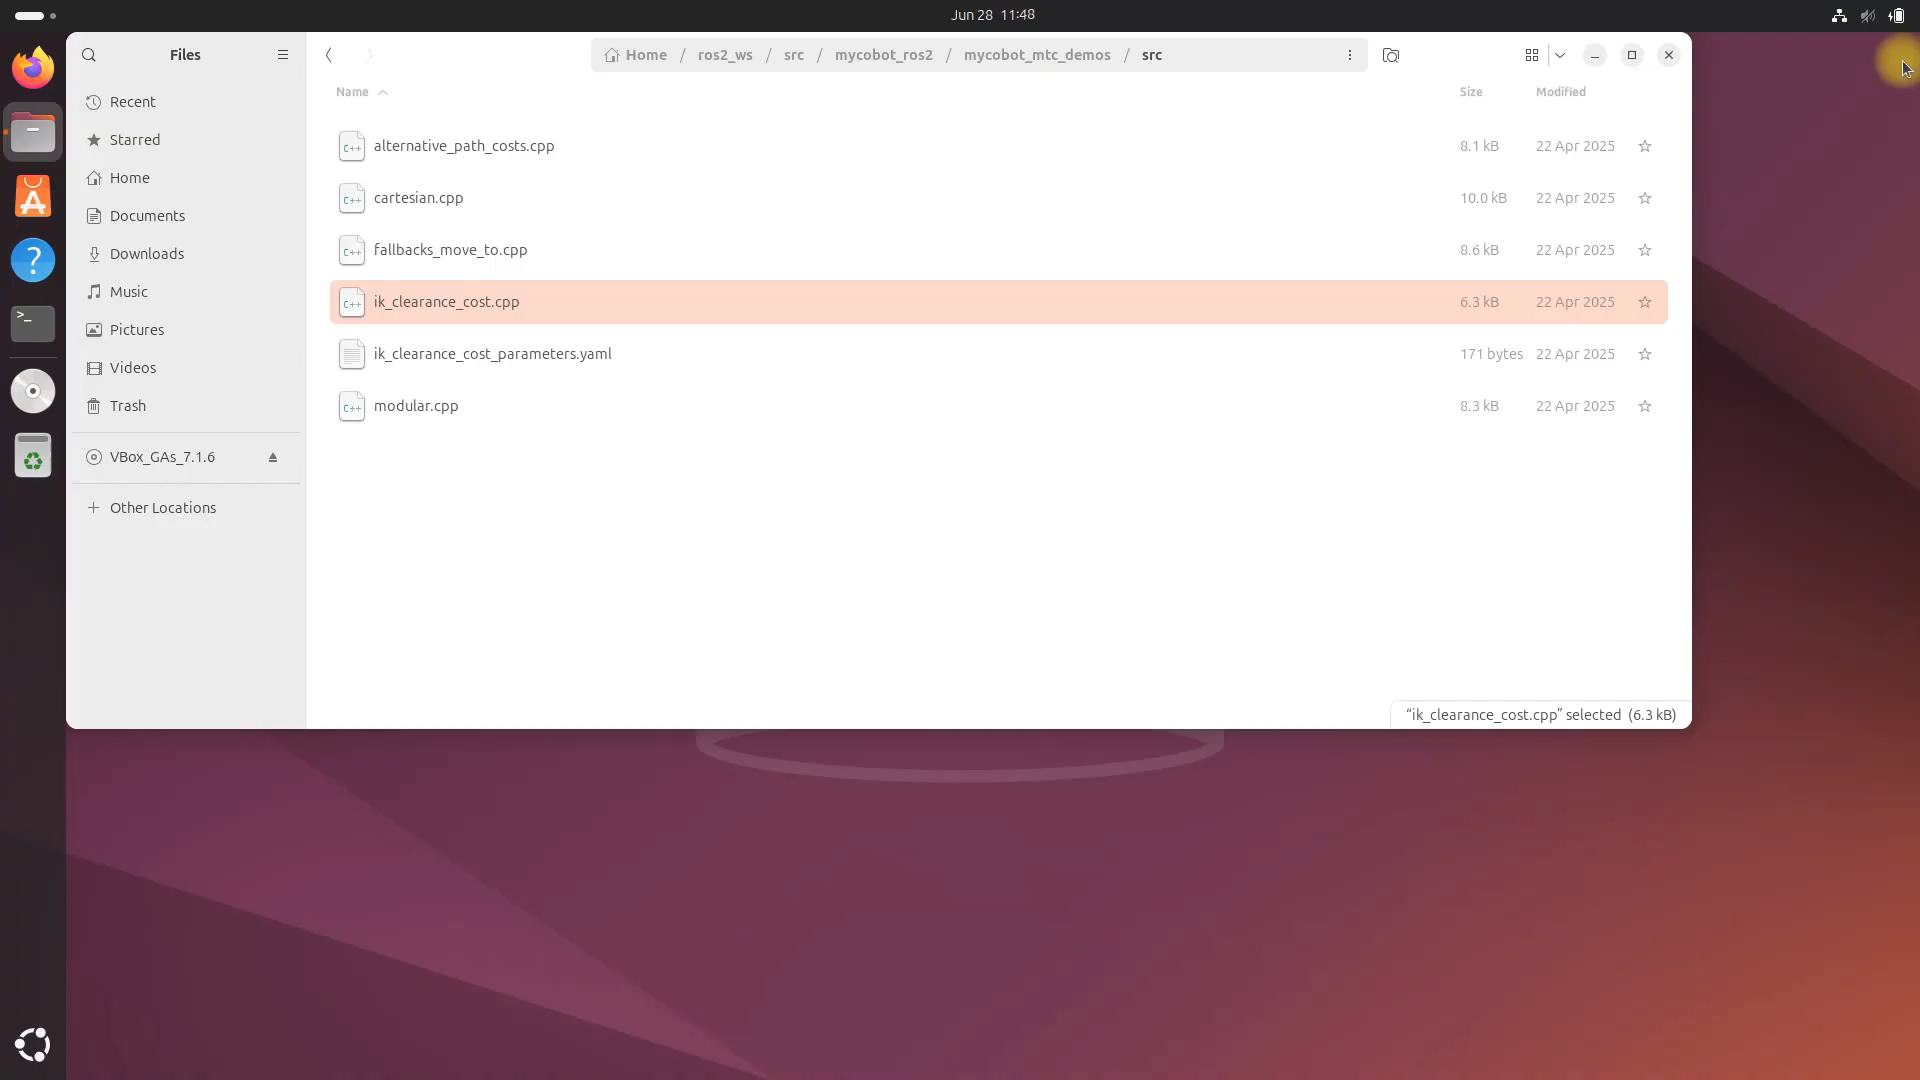 Jun 28 11:48
Files
Home / ros2_ws / src / mycobot_ros2 / mycobot_mtc_demos / src
Recent
Starred
Home
Documents
Downloads
Music
Pictures
Videos
Trash
VBox_GAs_7.1.6
Other Locations
Name Size Modified
alternative_path_costs.cpp 8.1 kB 22 Apr 2025
cartesian.cpp 10.0 kB 22 Apr 2025
fallbacks_move_to.cpp 8.6 kB 22 Apr 2025
ik_clearance_cost.cpp 6.3 kB 22 Apr 2025
ik_clearance_cost_parameters.yaml 171 bytes 22 Apr 2025
modular.cpp 8.3 kB 22 Apr 2025
“ik_clearance_cost.cpp” selected (6.3 kB)